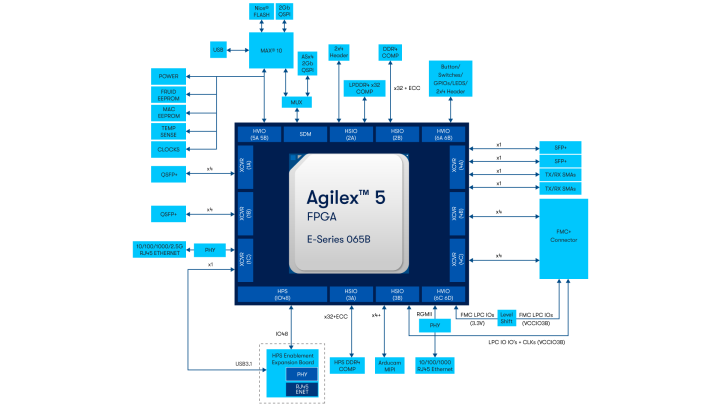 Nios®
FLASH
2Gb
QSPI
USB
MAX® 10
ASx4
2Gb
QSPI
2x4
Header
DDR4
COMP
LPDDR4 x32
COMP
x32 + ECC
Button/
Switches/
GPIOs/LEDS/
2x4 Header
POWER
FRUID
EEPROM
MAC
EEPROM
TEMP
SENSE
CLOCKS
MUX
HVIO
(5A 5B)
SDM
HSIO
(2A)
HSIO
(2B)
HVIO
(6A 6B)
QSFP+
x4
XCVR
(1A)
QSFP+
x4
XCVR
(1B)
10/100/1000/2.5G
RJ45 ETHERNET
PHY
x1
XCVR
(1C)
Agilex™ 5
FPGA
E-Series 065B
XCVR
(4A)
XCVR
(4B)
XCVR
(4C)
x1
SFP+
x1
SFP+
x1
TX/RX SMAs
x1
TX/RX SMAs
x4
x4
FMC+
Connector
HPS
(IO48)
HSIO
(3A)
HSIO
(3B)
HVIO
(6C 6D)
IO48
x32+ECC
x4+
RGMII
PHY
FMC LPC IOs
(3.3V)
Level
Shift
FMC LPC IOs
(VCCIO3B)
LPC IO IO's + CLKs (VCCIO3B)
USB3.1
HPS Enablement
Expansion Board
PHY
RJ45
ENET
HPS DDR4
COMP
Arducam
MIPI
10/100/1000
RJ45 Ethernet